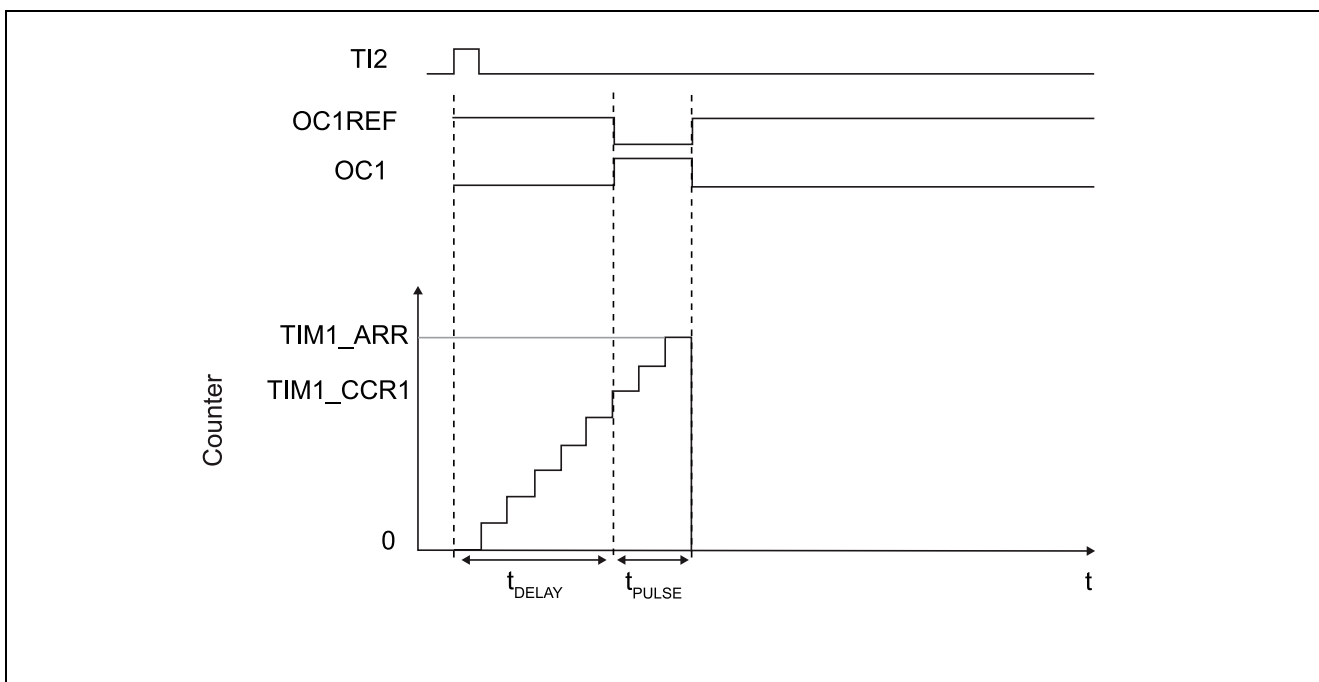 TI2
OC1REF
OC1
TIM1_ARR
TIM1_CCR1
Counter
0
tDELAY
tPULSE
t